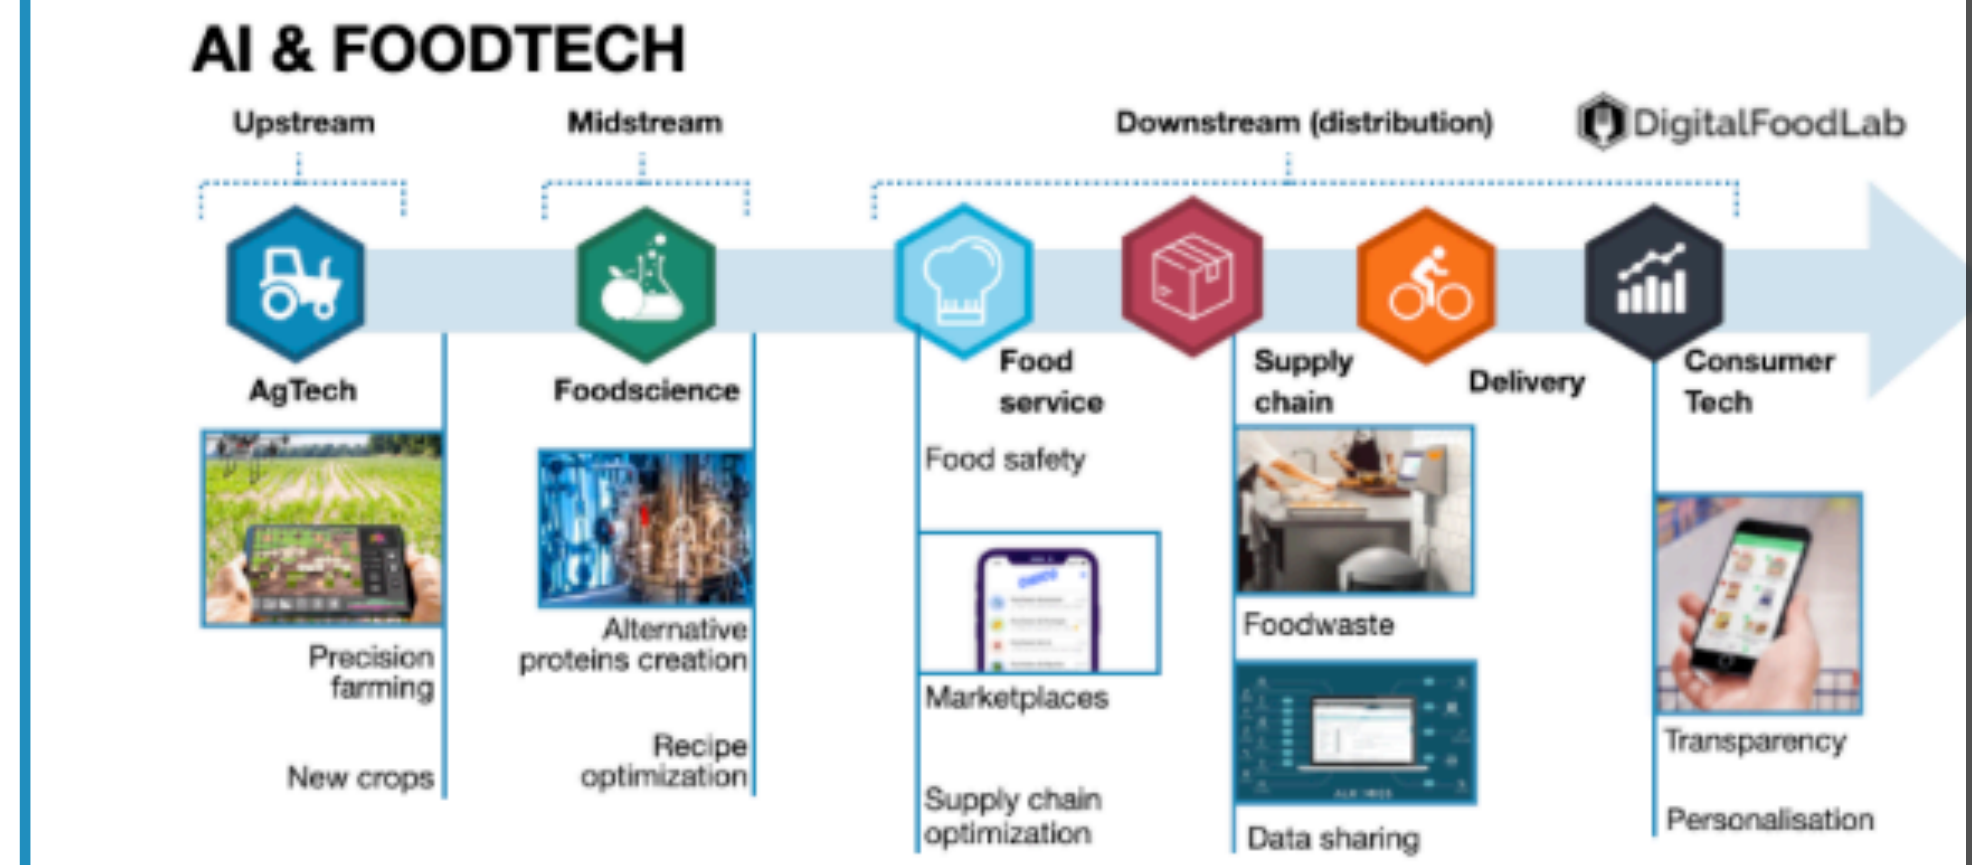 AI & FOODTECH
Upstream
Midstream
Downstream (distribution)
DigitalFoodLab
AgTech
Precision
farming
New crops
Foodscience
Alternative
proteins creation
Recipe
optimization
Food
service
Food safety
Marketplaces
Supply chain
optimization
Supply
chain
Foodwaste
Data sharing
Delivery
Consumer
Tech
Transparency
Personalisation